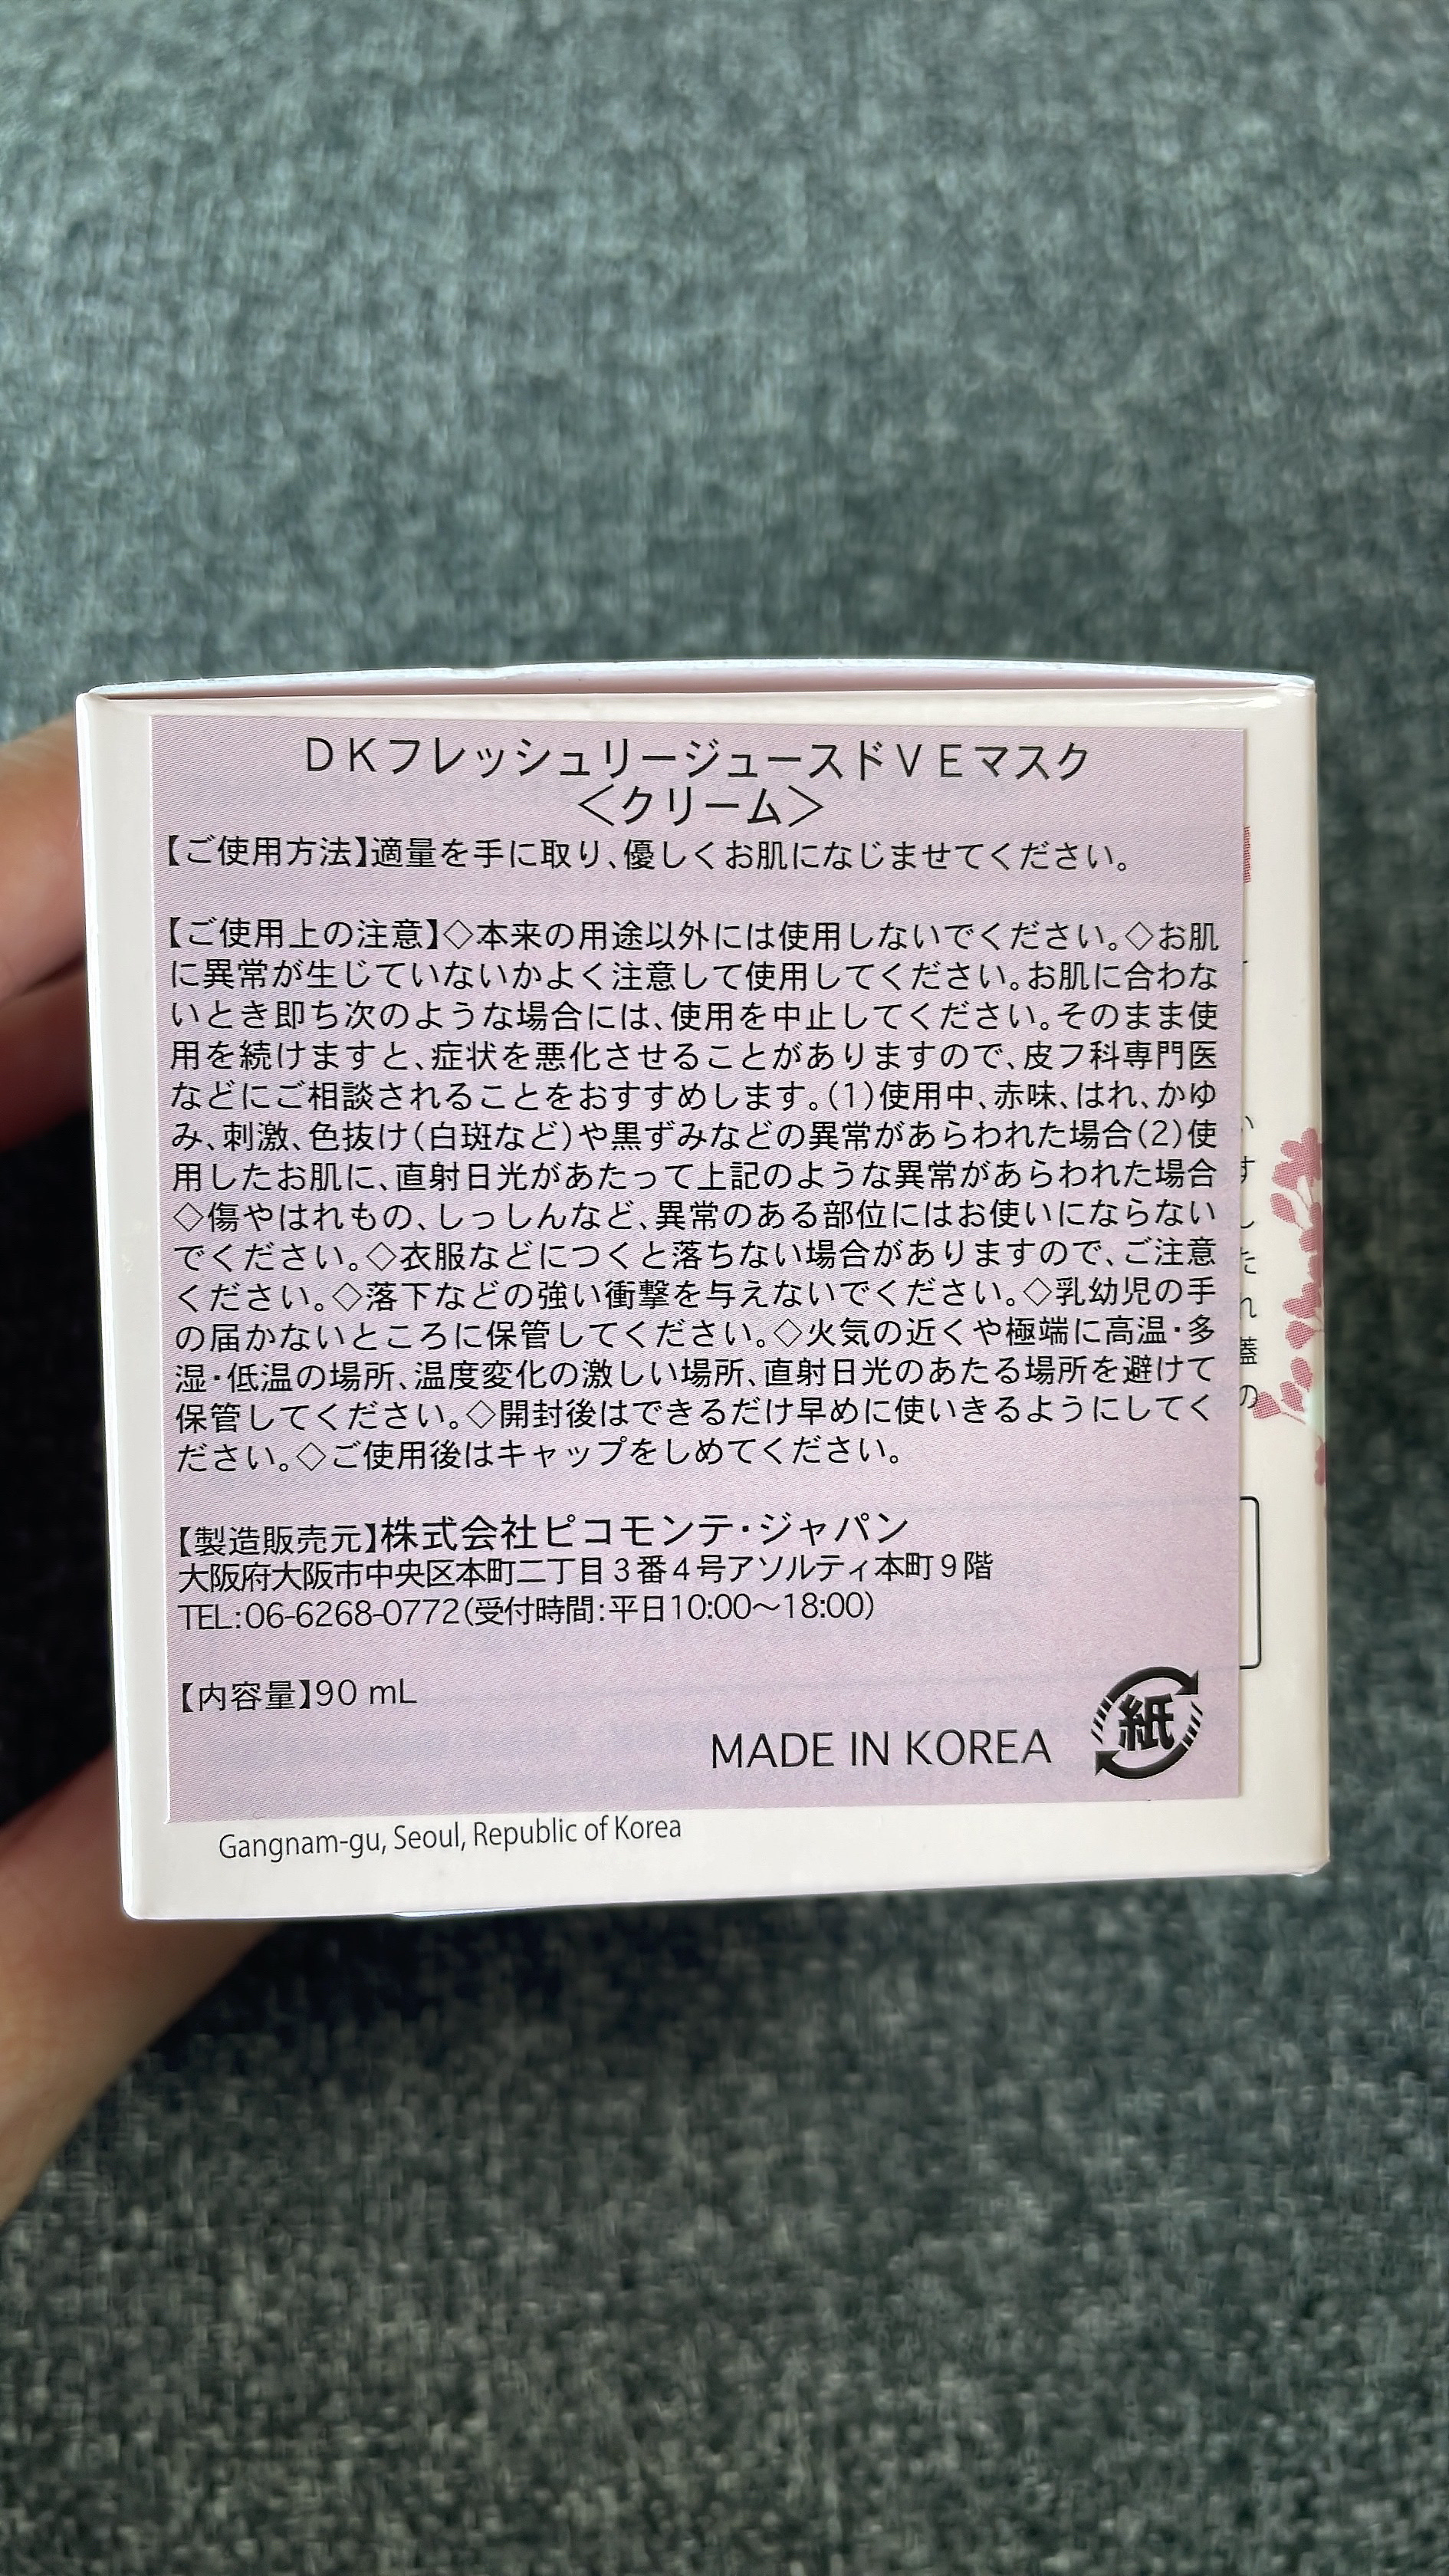 ＤＫフレッシュリージュースドＶＥマスク
＜クリーム＞
【ご使用方法】適量を手に取り、優しくお肌になじませてください。
【ご使用上の注意】◇本来の用途以外には使用しないでください。◇お肌
に異常が生じていないかよく注意して使用してください。お肌に合わな
いとき即ち次のような場合には、使用を中止してください。そのまま使
用を続けますと、症状を悪化させることがありますので、皮フ科専門医
などにご相談されることをおすすめします。（1）使用中、赤味、はれ、かゆ
み、刺激、色抜け（白斑など）や黒ずみなどの異常があらわれた場合（2）使
用したお肌に、直射日光があたって上記のような異常があらわれた場合
◇傷やはれもの、しっしんなど、異常のある部位にはお使いにならない
でください。◇衣服などにつくと落ちない場合がありますので、ご注意
ください。◇落下などの強い衝撃を与えないでください。◇乳幼児の手
の届かないところに保管してください。◇火気の近くや極端に高温・多
湿・低温の場所、温度変化の激しい場所、直射日光のあたる場所を避けて
保管してください。◇開封後はできるだけ早めに使いきるようにしてく
ださい。◇ご使用後はキャップをしめてください。
【製造販売元】株式会社ピコモンテ・ジャパン
大阪府大阪市中央区本町二丁目３番４号アソルティ本町９階
TEL:06-6268-0772（受付時間:平日10:00～18:00）
【内容量】90 mL
MADE IN KOREA
紙
Gangnam-gu, Seoul, Republic of Korea